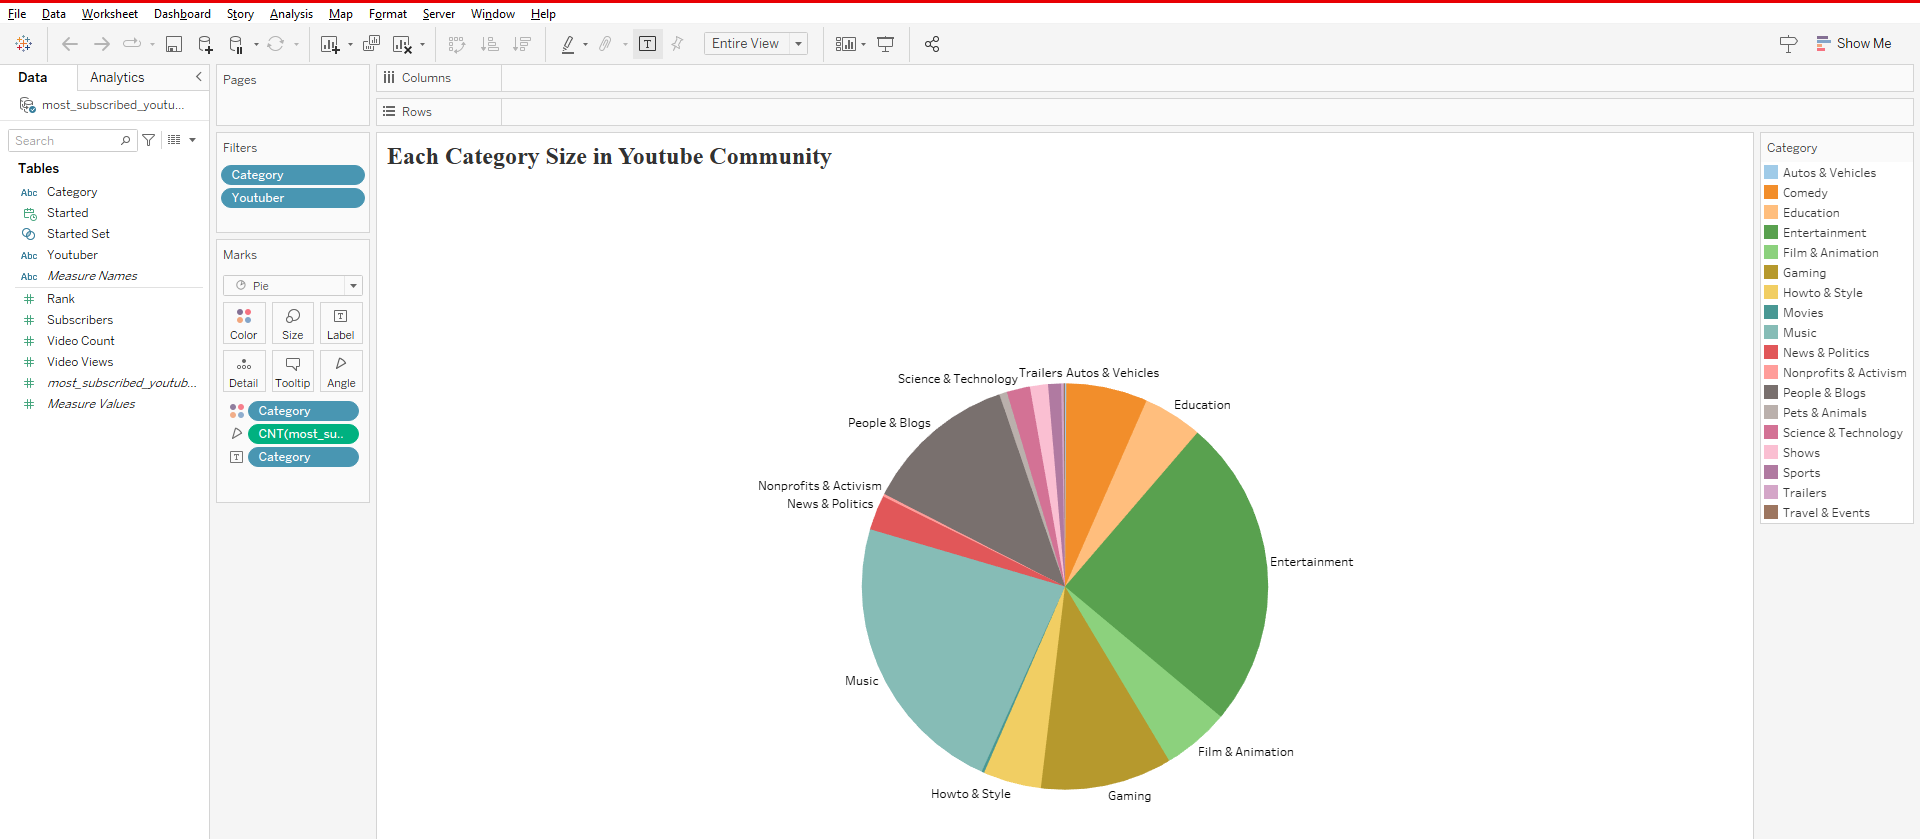 File Data Worksheet Dashboard Story Analysis Map Format Server Window Help
Entire View
Show Me
Data Analytics
most_subscribed_youtu...
Search
Tables
Abc Category
Started
Started Set
Abc Youtuber
Abc Measure Names
Rank
Subscribers
Video Count
Video Views
most_subscribed_youtub...
Measure Values
Pages
Filters
Category
Youtuber
Marks
Pie
Color Size Label
Detail Tooltip Angle
Category
CNT(most_su..
Category
Columns
Rows
Each Category Size in Youtube Community
Science & Technology Trailers Autos & Vehicles
Education
People & Blogs
Nonprofits & Activism
News & Politics
Entertainment
Music
Film & Animation
Howto & Style
Gaming
Category
Autos & Vehicles
Comedy
Education
Entertainment
Film & Animation
Gaming
Howto & Style
Movies
Music
News & Politics
Nonprofits & Activism
People & Blogs
Pets & Animals
Science & Technology
Shows
Sports
Trailers
Travel & Events